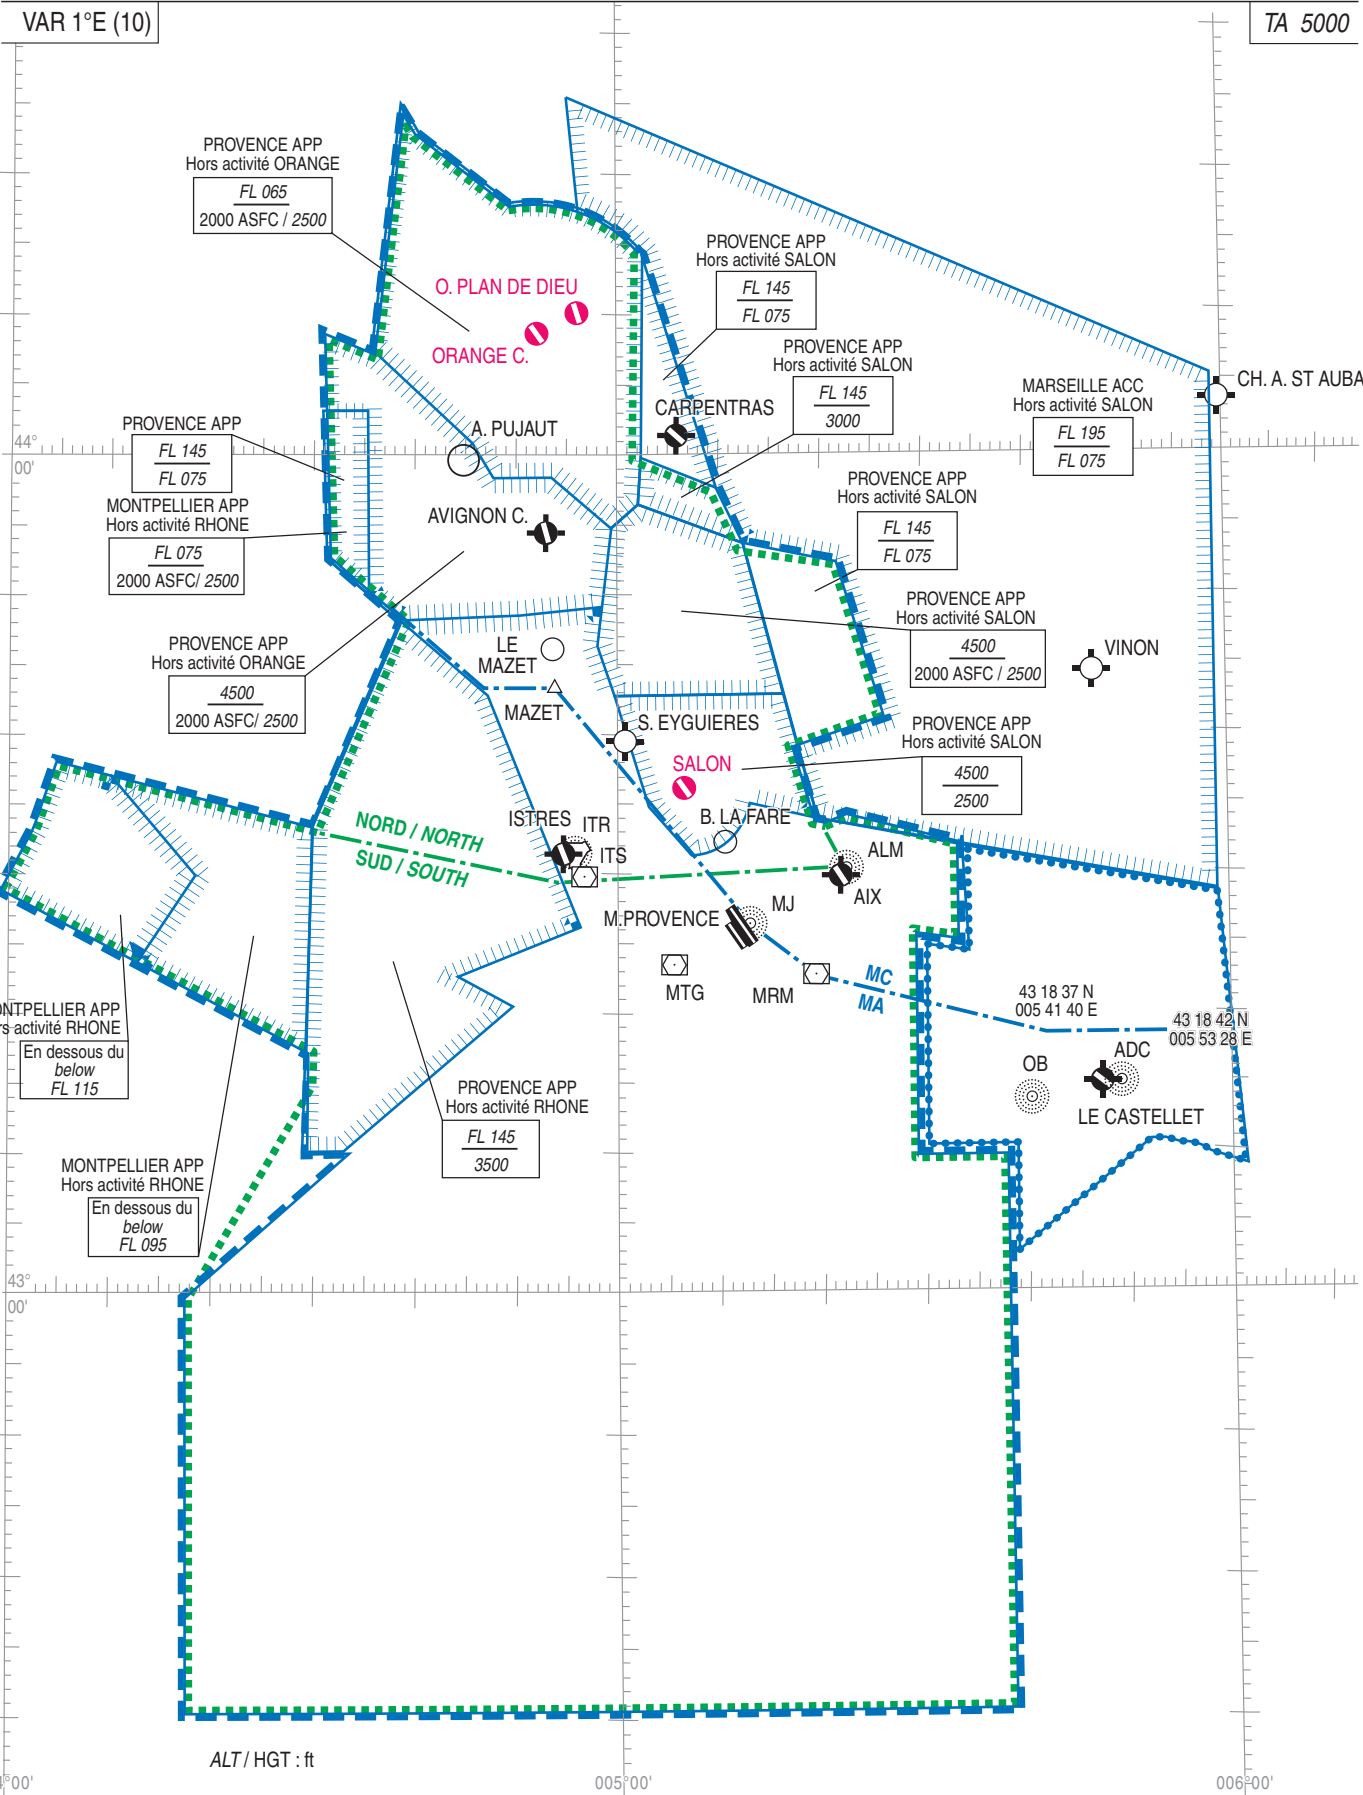 VAR 1°E (10)
TA 5000
PROVENCE APP
Hors activité ORANGE
FL 065
2000 ASFC / 2500
O. PLAN DE DIEU
ORANGE C.
PROVENCE APP
Hors activité SALON
FL 145
FL 075
PROVENCE APP
Hors activité SALON
FL 145
3000
MARSEILLE ACC
Hors activité SALON
FL 195
FL 075
CH. A. ST AUBA
CARPENTRAS
A. PUJAUT
44°
00'
PROVENCE APP
FL 145
FL 075
MONTPELLIER APP
Hors activité RHONE
FL 075
2000 ASFC/ 2500
AVIGNON C.
PROVENCE APP
Hors activité SALON
FL 145
FL 075
PROVENCE APP
Hors activité SALON
4500
2000 ASFC / 2500
VINON
PROVENCE APP
Hors activité ORANGE
4500
2000 ASFC/ 2500
LE
MAZET
MAZET
S. EYGUIERES
PROVENCE APP
Hors activité SALON
4500
2500
SALON
B. LA FARE
ISTRES
ITR
ITS
NORD / NORTH
SUD / SOUTH
ALM
AIX
M.PROVENCE
MJ
MTG
MRM
MC
MA
43 18 37 N
005 41 40 E
43 18 42 N
005 53 28 E
OB
ADC
LE CASTELLET
NTPELLIER APP
rs activité RHONE
En dessous du
below
FL 115
PROVENCE APP
Hors activité RHONE
FL 145
3500
MONTPELLIER APP
Hors activité RHONE
En dessous du
below
FL 095
43°
00'
ALT / HGT : ft
4°00'
005°00'
006°00'